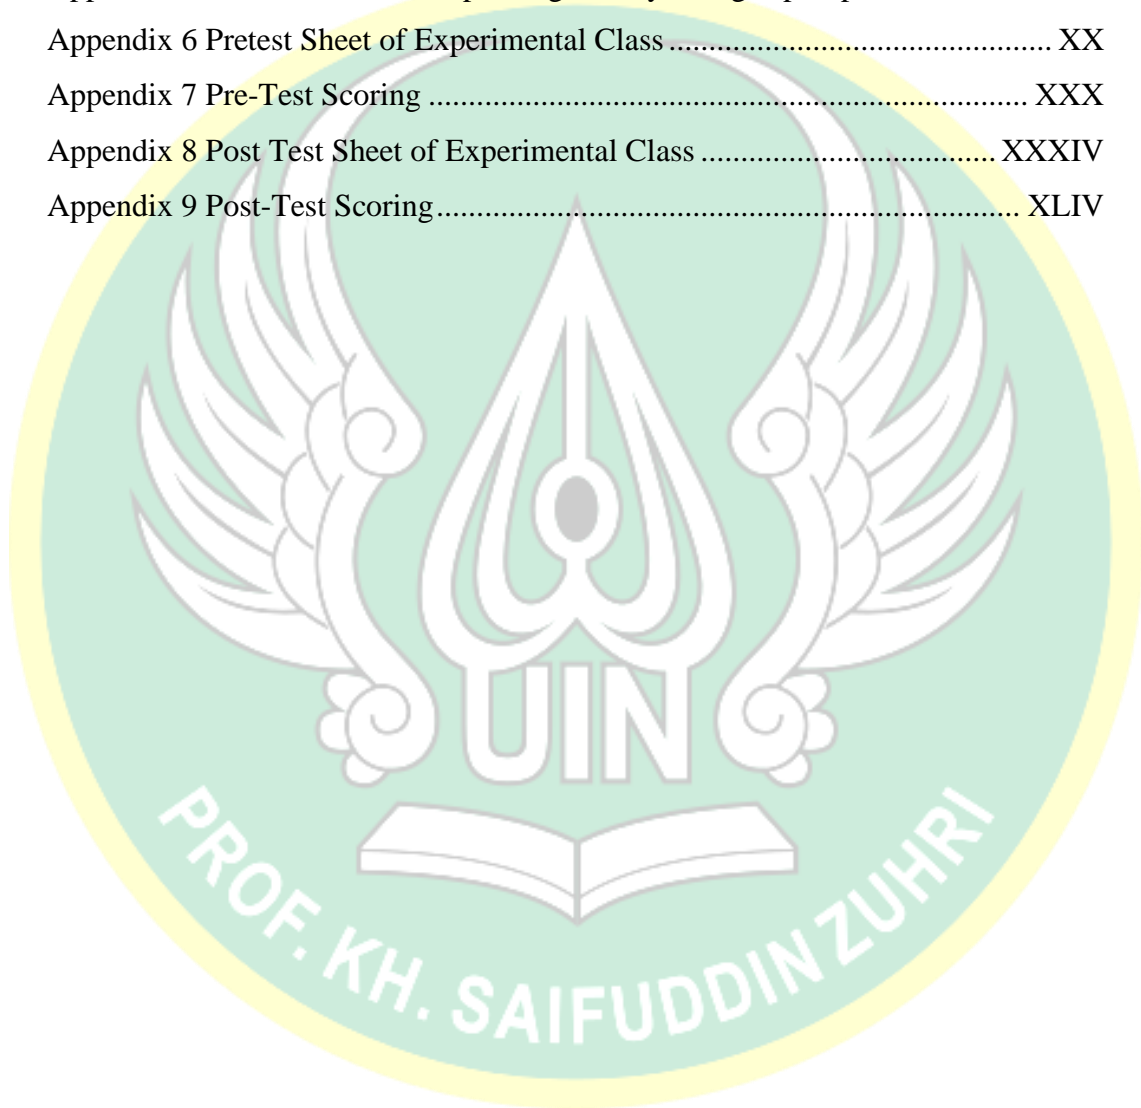 Appendix 6 Pretest Sheet of Experimental Class ........................................ XX
Appendix 7 Pre-Test Scoring ............................................................... XXX
Appendix 8 Post Test Sheet of Experimental Class ............................... XXXIV
Appendix 9 Post-Test Scoring ............................................................. XLIV
UIN
PROF. KH. SAIFUDDIN ZUHRI